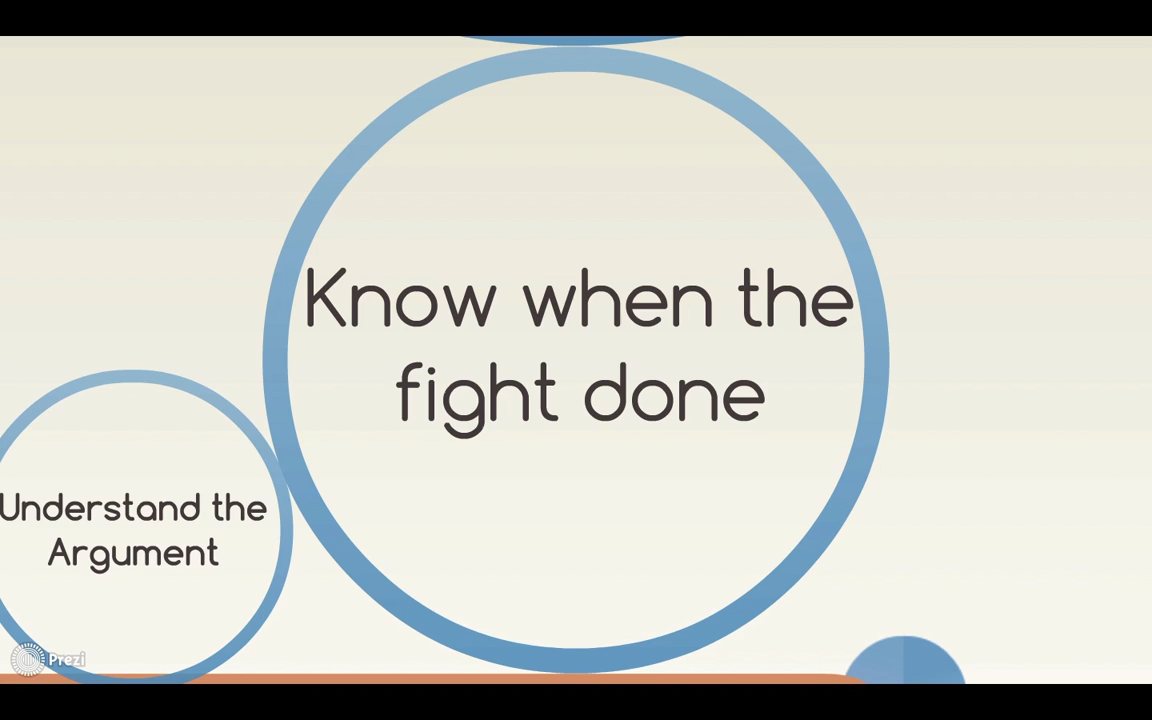 Know when the
fight done
Understand the
Argument
Prezi